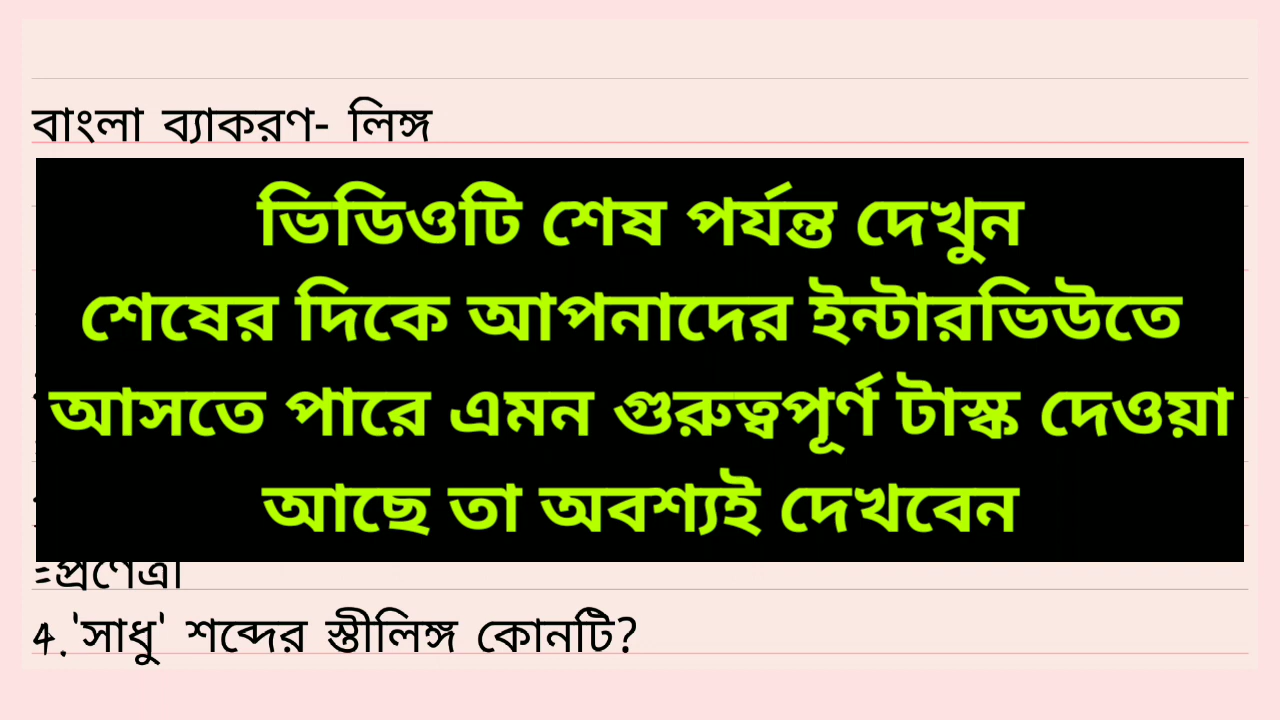 বাংলা ব্যাকরণ- লিঙ্গ
ভিডিওটি শেষ পর্যন্ত দেখুন
শেষের দিকে আপনাদের ইন্টারভিউতে
আসতে পারে এমন গুরুত্বপূর্ণ টাস্ক দেওয়া
আছে তা অবশ্যই দেখবেন
=প্রণেত্রী
4.'সাধু' শব্দের স্তীলিঙ্গ কোনটি?